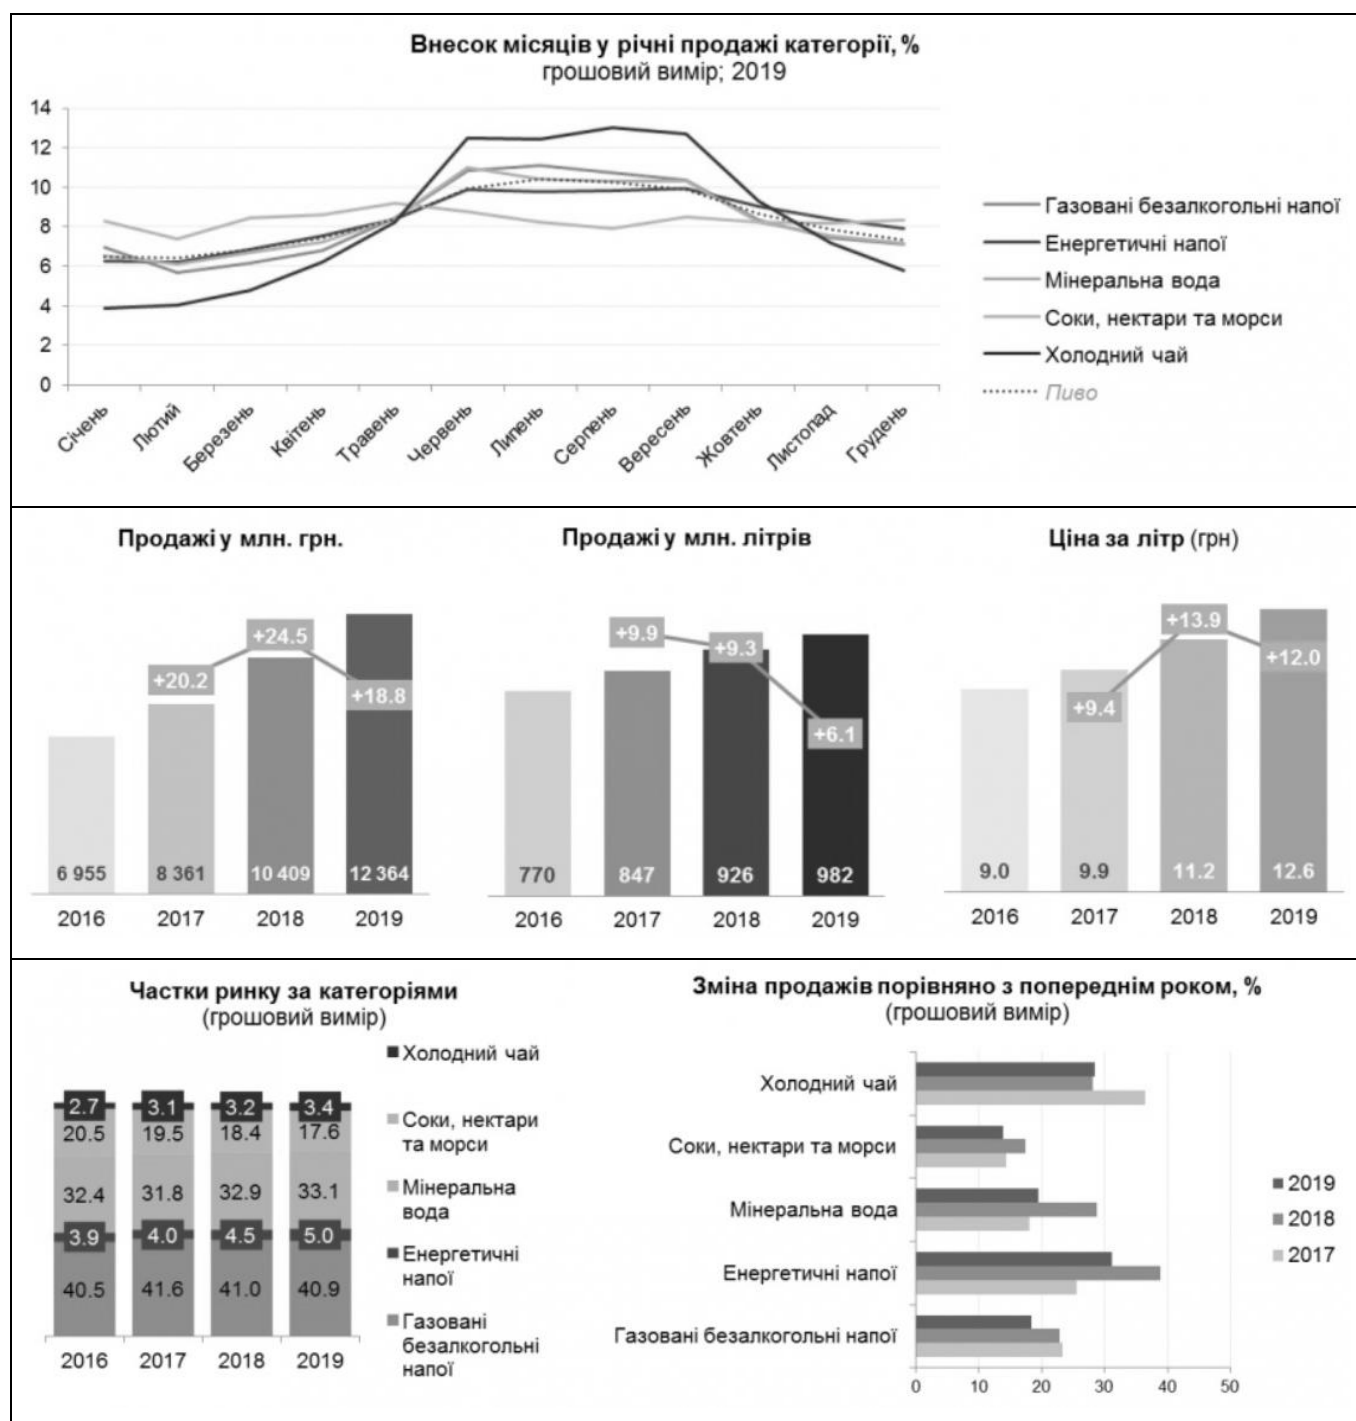 Внесок місяців у річні продажі категорії, %
грошовий вимір; 2019
14
12
10
8
6
4
2
0
Січень
Лютий
Березень
Квітень
Травень
Червень
Липень
Серпень
Вересень
Жовтень
Листопад
Грудень
Газовані безалкогольні напої
Енергетичні напої
Мінеральна вода
Соки, нектари та морси
Холодний чай
Пиво
Продажі у млн. грн.
+20.2
+24.5
+18.8
6 955
8 361
10 409
12 364
2016
2017
2018
2019
Продажі у млн. літрів
+9.9
+9.3
+6.1
770
847
926
982
2016
2017
2018
2019
Ціна за літр (грн)
+9.4
+13.9
+12.0
9.0
9.9
11.2
12.6
2016
2017
2018
2019
Частки ринку за категоріями
(грошовий вимір)
2.7
3.1
3.2
3.4
20.5
19.5
18.4
17.6
32.4
31.8
32.9
33.1
3.9
4.0
4.5
5.0
40.5
41.6
41.0
40.9
2016
2017
2018
2019
Холодний чай
Соки, нектари
та морси
Мінеральна
вода
Енергетичні
напої
Газовані
безалкогольні
напої
Зміна продажів порівняно з попереднім роком, %
(грошовий вимір)
Холодний чай
Соки, нектари та морси
Мінеральна вода
Енергетичні напої
Газовані безалкогольні напої
0
10
20
30
40
50
2019
2018
2017